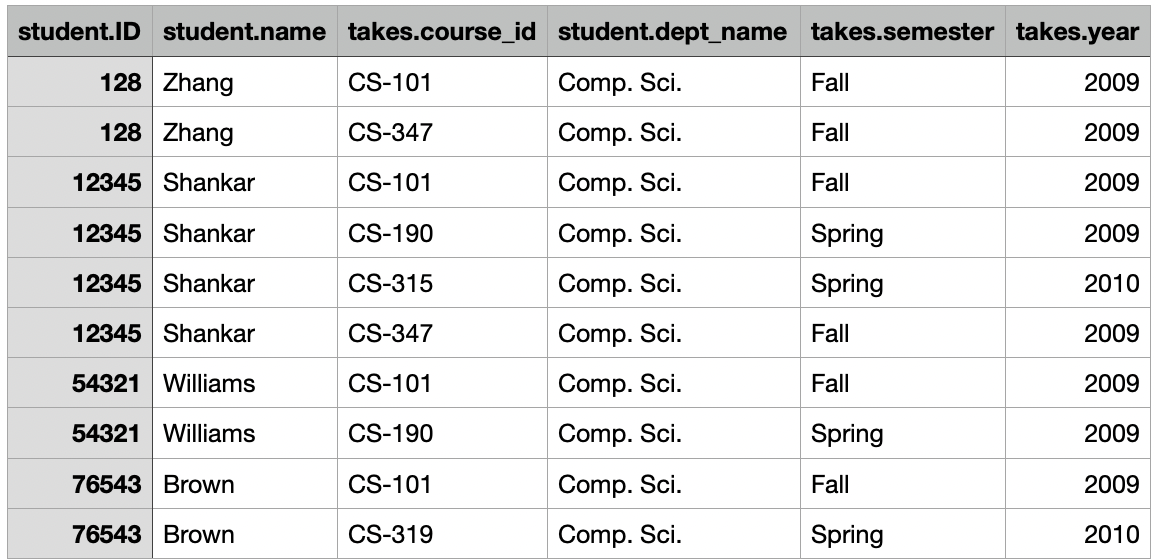 student.ID student.name takes.course_id student.dept_name takes.semester takes.year
128 Zhang CS-101 Comp. Sci. Fall 2009
128 Zhang CS-347 Comp. Sci. Fall 2009
12345 Shankar CS-101 Comp. Sci. Fall 2009
12345 Shankar CS-190 Comp. Sci. Spring 2009
12345 Shankar CS-315 Comp. Sci. Spring 2010
12345 Shankar CS-347 Comp. Sci. Fall 2009
54321 Williams CS-101 Comp. Sci. Fall 2009
54321 Williams CS-190 Comp. Sci. Spring 2009
76543 Brown CS-101 Comp. Sci. Fall 2009
76543 Brown CS-319 Comp. Sci. Spring 2010